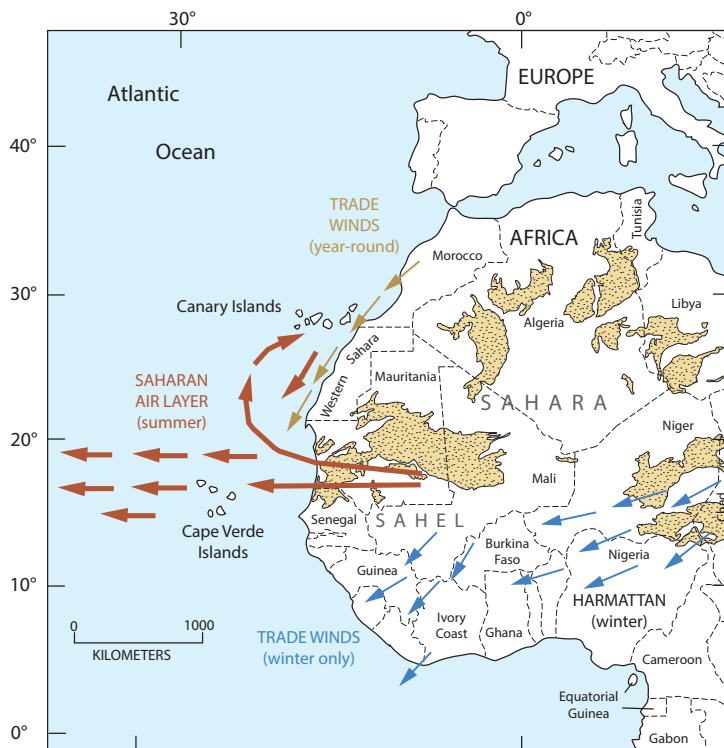 30°
0°
EUROPE
Atlantic
Ocean
40°
TRADE
WINDS
(year-round)
AFRICA
Tunisia
Morocco
30°
Canary Islands
Libya
Algeria
Western Sahara
SAHARAN
AIR LAYER
(summer)
Mauritania
SAHARA
20°
Niger
Mali
Senegal
SAHEL
Cape Verde
Islands
Burkina
Faso
Nigeria
Guinea
10°
HARMATTAN
(winter)
0
1000
KILOMETERS
TRADE WINDS
(winter only)
Ivory
Coast
Ghana
Cameroon
Equatorial
Guinea
0°
Gabon